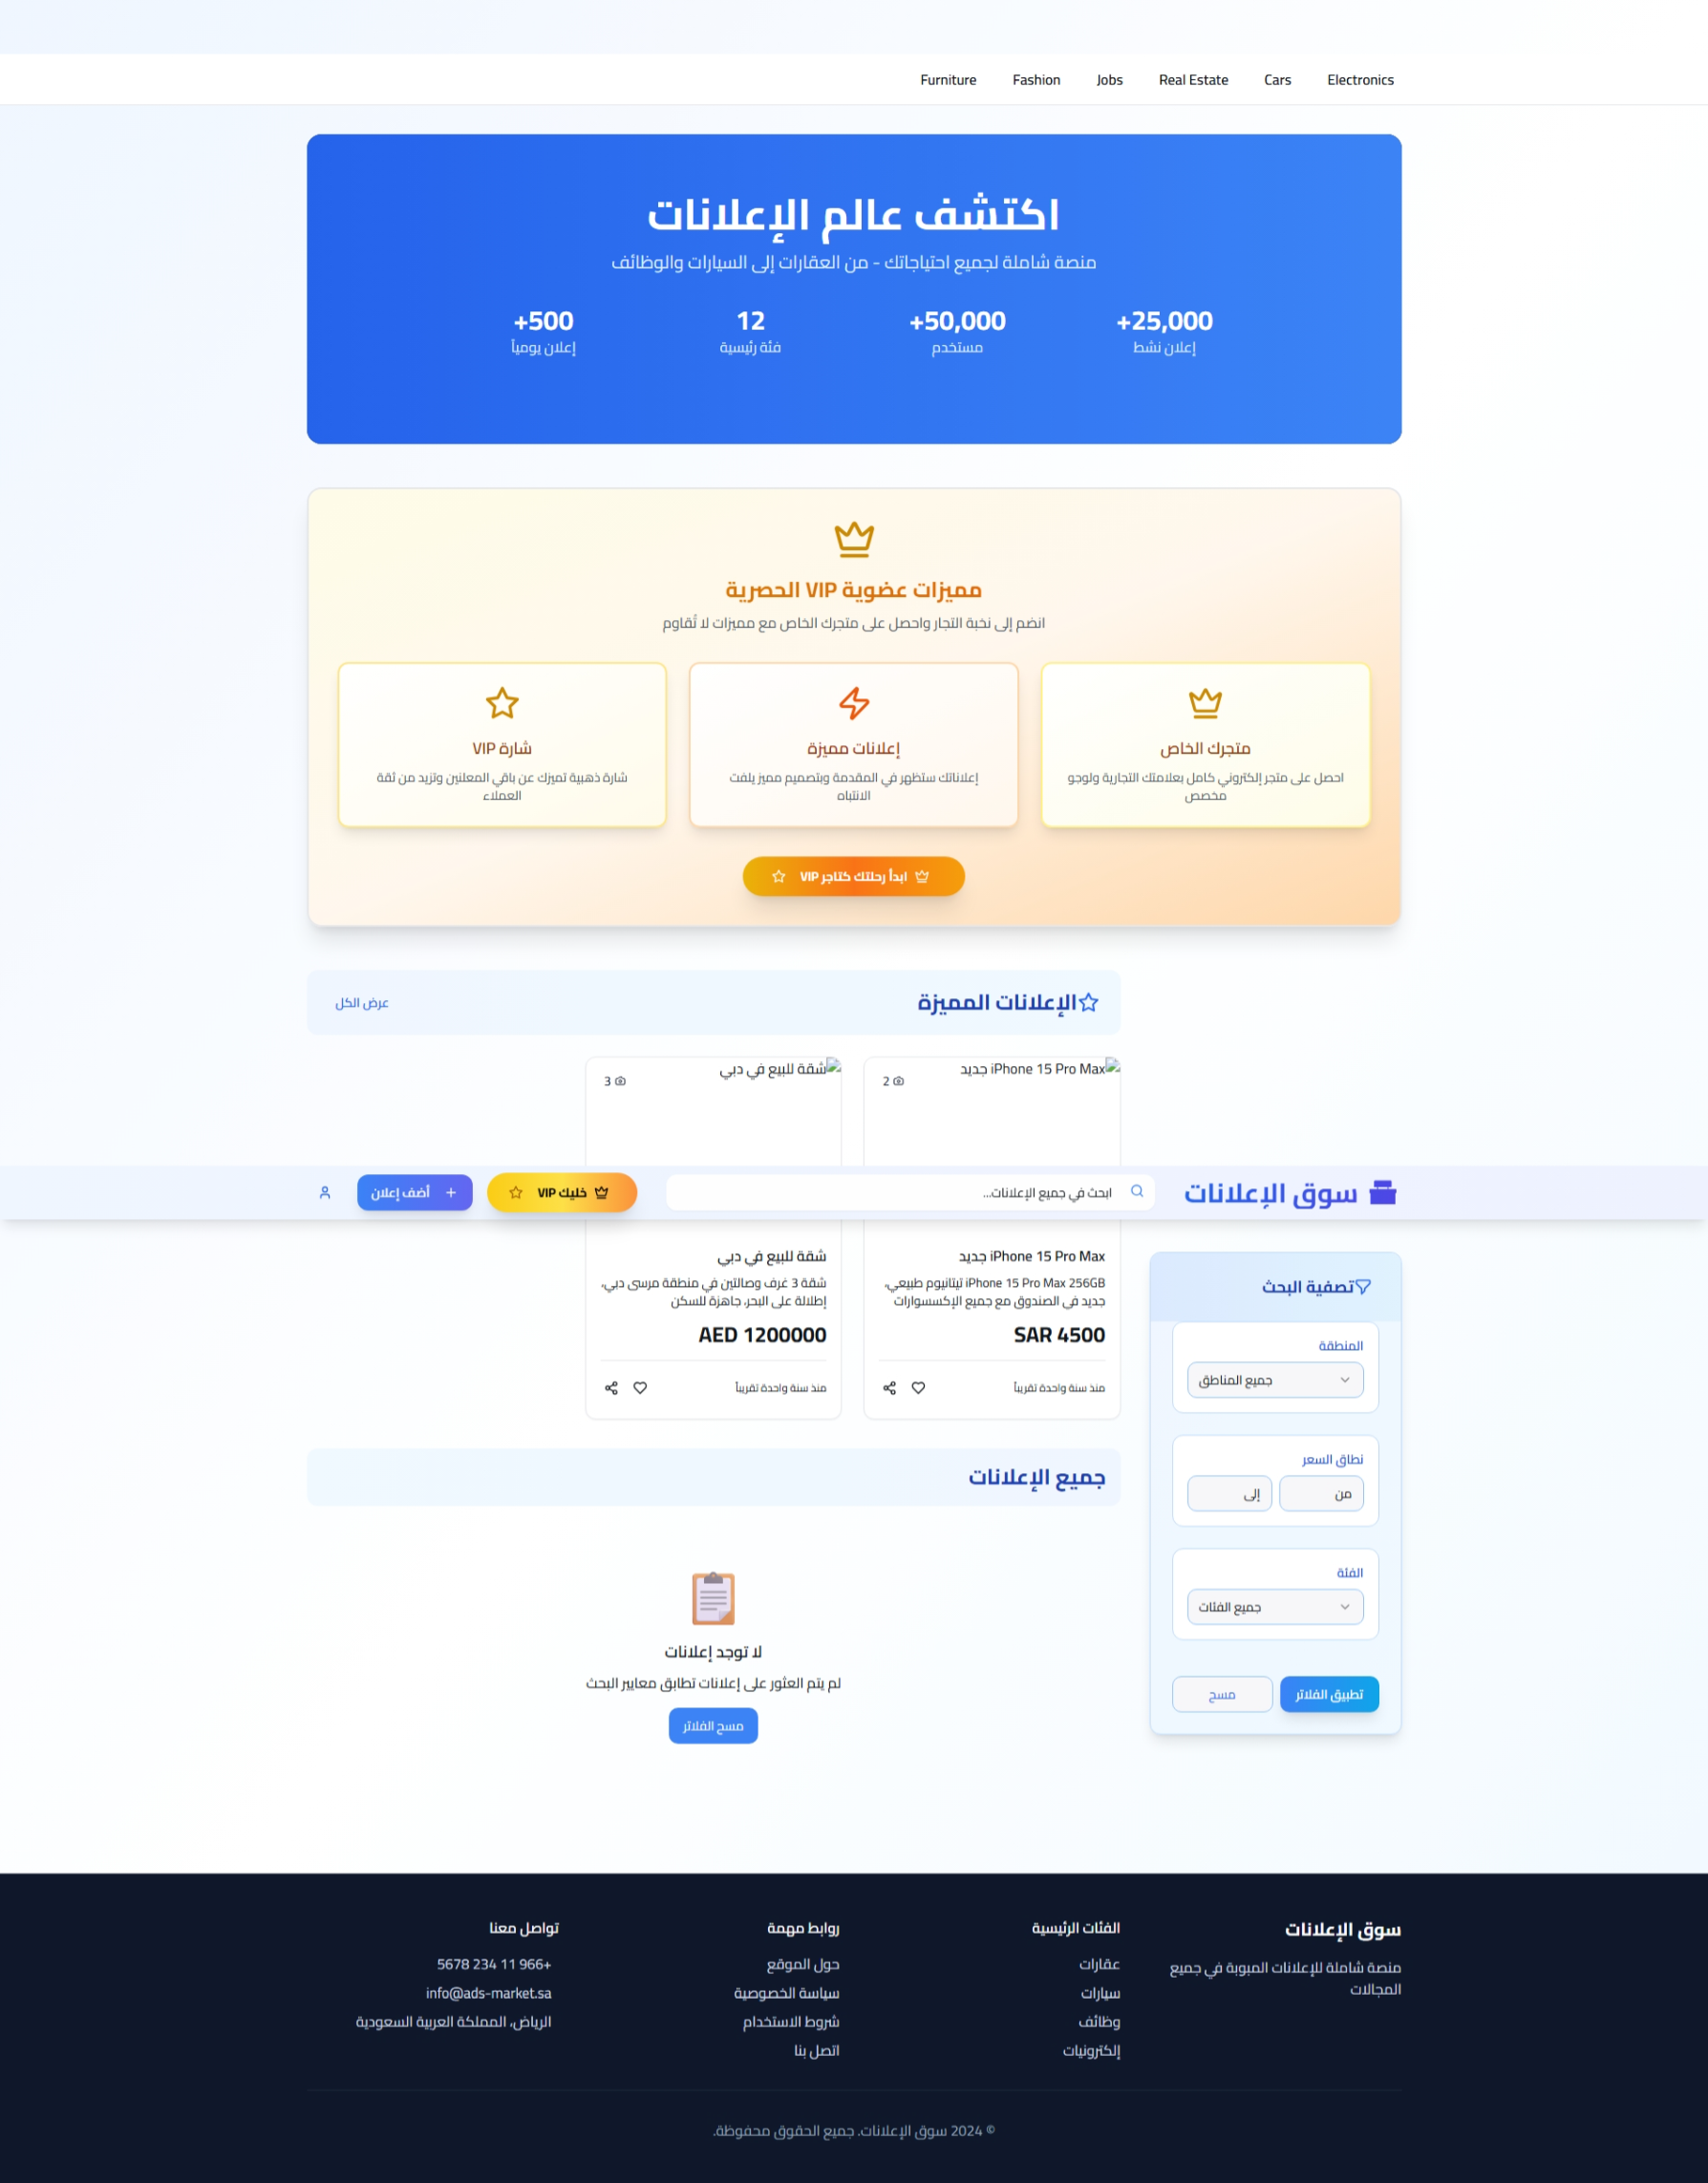 Electronics
Cars
Real Estate
Jobs
Fashion
Furniture
اكتشف عالم الإعلانات
منصة شاملة لجميع احتياجاتك - من العقارات إلى السيارات والوظائف
+25,000
إعلان نشط
+50,000
مستخدم
12
فئة رئيسية
+500
إعلان يومياً
مميزات عضوية VIP الحصرية
انضم إلى نخبة التجار واحصل على متجرك الخاص مع مميزات لا تُقاوم
متجرك الخاص
احصل على متجر إلكتروني كامل بعلامتك التجارية ولوجو
مخصص
إعلانات مميزة
إعلاناتك ستظهر في المقدمة وبتصميم مميز يلفت
الانتباه
شارة VIP
شارة ذهبية تميزك عن باقي المعلنين وتزيد من ثقة
العملاء
ابدأ رحلتك كتاجر VIP
الإعلانات المميزة
عرض الكل
iPhone 15 Pro Max جديد
2
شقة للبيع في دبي
3
سوق الإعلانات
ابحث في جميع الإعلانات...
خليك VIP
أضف إعلان
iPhone 15 Pro Max جديد
iPhone 15 Pro Max 256GB تيتانيوم طبيعي،
جديد في الصندوق مع جميع الإكسسوارات
SAR 4500
منذ سنة واحدة تقريباً
شقة للبيع في دبي
شقة 3 غرف وصالتين في منطقة مرسى دبي،
إطلالة على البحر، جاهزة للسكن
AED 1200000
منذ سنة واحدة تقريباً
تصفية البحث
المنطقة
جميع المناطق
نطاق السعر
من
إلى
الفئة
جميع الفئات
تطبيق الفلاتر
مسح
جميع الإعلانات
لا توجد إعلانات
لم يتم العثور على إعلانات تطابق معايير البحث
مسح الفلاتر
سوق الإعلانات
منصة شاملة للإعلانات المبوبة في جميع
المجالات
الفئات الرئيسية
عقارات
سيارات
وظائف
إلكترونيات
روابط مهمة
حول الموقع
سياسة الخصوصية
شروط الاستخدام
اتصل بنا
تواصل معنا
+966 11 234 5678
info@ads-market.sa
الرياض، المملكة العربية السعودية
© 2024 سوق الإعلانات. جميع الحقوق محفوظة.